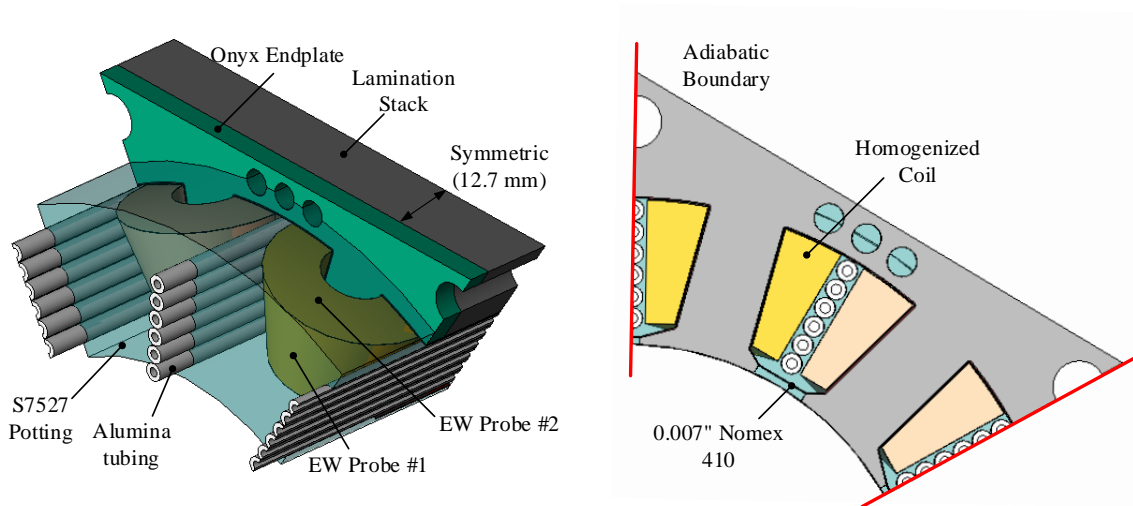 Onyx Endplate
Lamination
Stack
Symmetric
(12.7 mm)
S7527
Potting
Alumina
tubing
EW Probe #1
EW Probe #2
Adiabatic
Boundary
Homogenized
Coil
0.007" Nomex
410